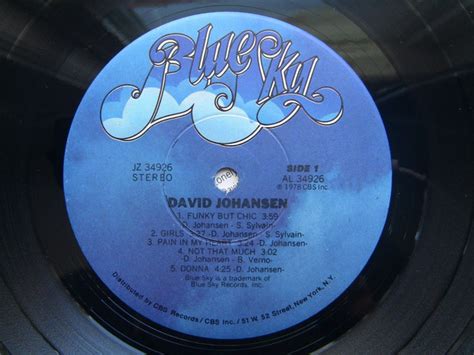 Blue Sky
JZ 34926
STEREO
SIDE 1
AL 34926
℗ 1978 CBS Inc.
DAVID JOHANSEN
1. FUNKY BUT CHIC 3:59
-D. Johansen - S. Sylvain-
2. GIRLS 3:27 -D. Johansen - S. Sylvain-
3. PAIN IN MY HEART 3:24 -D. Johansen-
4. NOT THAT MUCH 3:02
-D. Johansen - B. Verno-
5. DONNA 4:25 -D. Johansen-
Blue Sky is a trademark of
Blue Sky Records, Inc.
Distributed by CBS Records / CBS Inc. / 51 W. 52 Street, New York, N.Y.